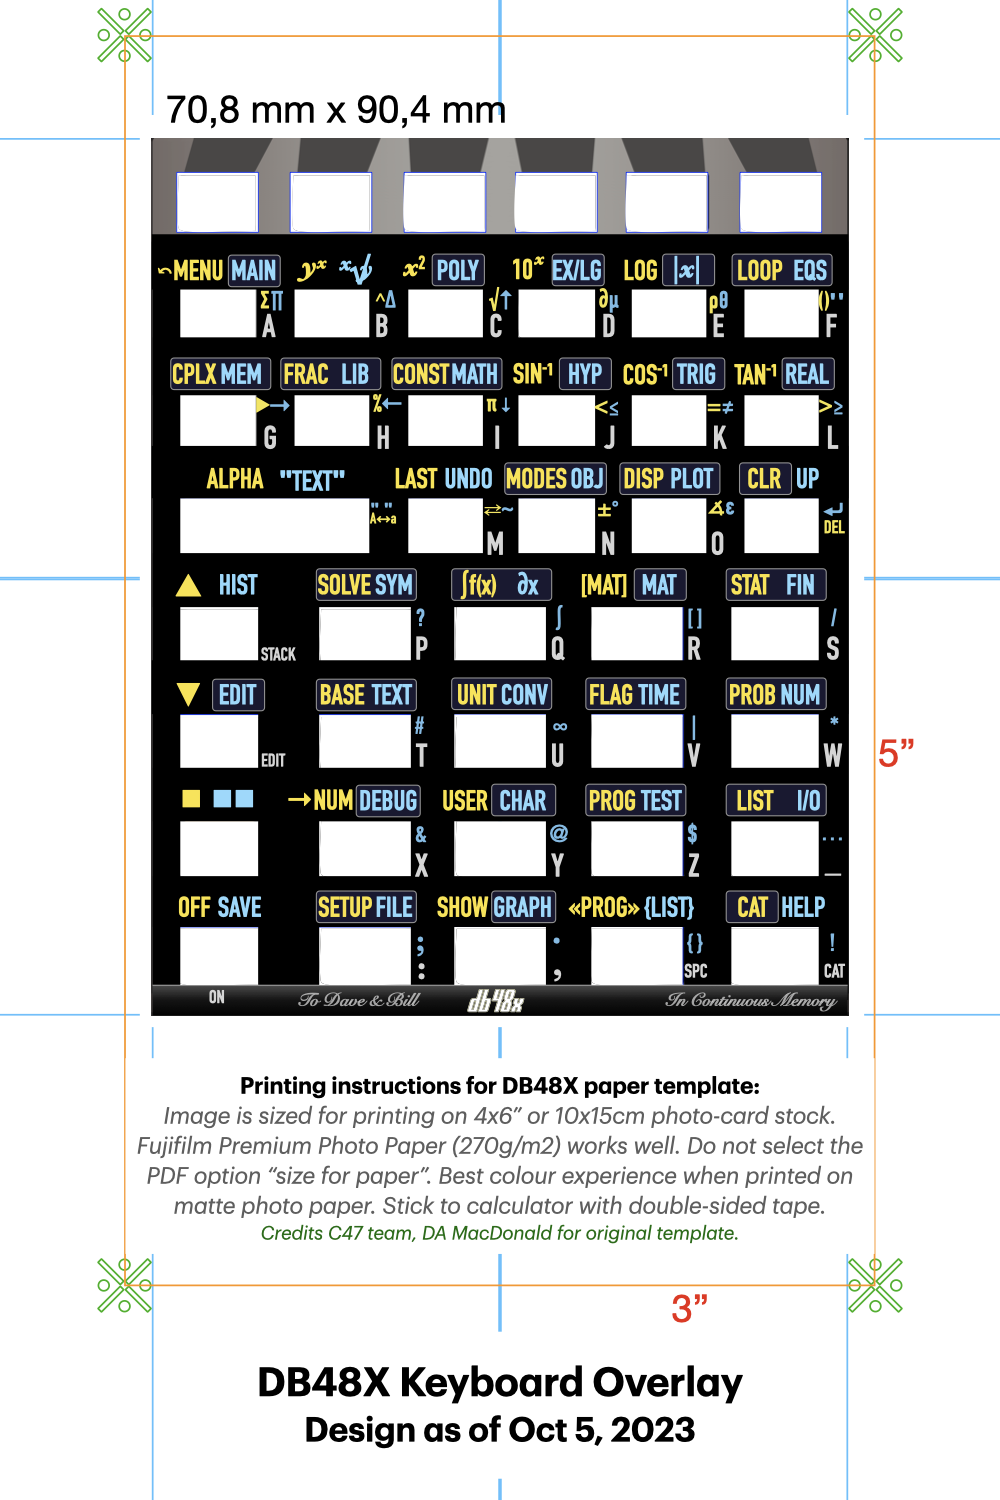 70,8 mm x 90,4 mm
↶MENU MAIN yˣ ˣ√y x² POLY 10ˣ EX/LG LOG |x| LOOP EQS
Σ∏ ^Δ √↑ ∂µ ρθ ()''
A B C D E F
CPLX MEM FRAC LIB CONST MATH SIN⁻¹ HYP COS⁻¹ TRIG TAN⁻¹ REAL
▶→ %← π↓ <≤ =≠ >≥
G H I J K L
ALPHA "TEXT" LAST UNDO MODES OBJ DISP PLOT CLR UP
" " ⇄~ ±° ∡ε ↵
A↔a DEL
M N O
▲ HIST SOLVE SYM ∫f(x) ∂x [MAT] MAT STAT FIN
? ∫ [ ] /
STACK P Q R S
▼ EDIT BASE TEXT UNIT CONV FLAG TIME PROB NUM
# ∞ | *
EDIT T U V W
→NUM DEBUG USER CHAR PROG TEST LIST I/O
& @ $ ...
X Y Z _
OFF SAVE SETUP FILE SHOW GRAPH «PROG» {LIST} CAT HELP
; · {} !
: , SPC CAT
ON To Dave & Bill db48x In Continuous Memory
5”
Printing instructions for DB48X paper template:
Image is sized for printing on 4x6” or 10x15cm photo-card stock.
Fujifilm Premium Photo Paper (270g/m2) works well. Do not select the
PDF option “size for paper”. Best colour experience when printed on
matte photo paper. Stick to calculator with double-sided tape.
Credits C47 team, DA MacDonald for original template.
3”
DB48X Keyboard Overlay
Design as of Oct 5, 2023